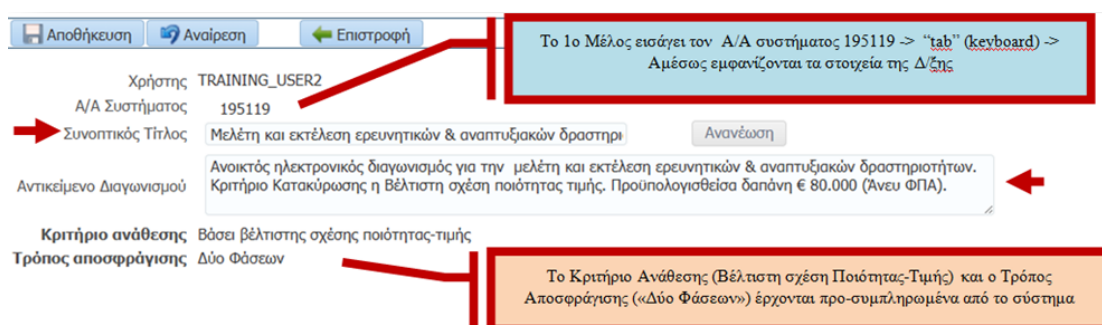 Αποθήκευση Αναίρεση Επιστροφή
Το 1ο Μέλος εισάγει τον Α/Α συστήματος 195119 -> “tab” (keyboard) ->
Αμέσως εμφανίζονται τα στοιχεία της Δ/ξης
Χρήστης TRAINING_USER2
Α/Α Συστήματος 195119
Συνοπτικός Τίτλος Μελέτη και εκτέλεση ερευνητικών & αναπτυξιακών δραστηρι Ανανέωση
Αντικείμενο Διαγωνισμού
Ανοικτός ηλεκτρονικός διαγωνισμός για την μελέτη και εκτέλεση ερευνητικών & αναπτυξιακών δραστηριοτήτων.
Κριτήριο Κατακύρωσης η Βέλτιστη σχέση ποιότητας τιμής. Προϋπολογισθείσα δαπάνη € 80.000 (Άνευ ΦΠΑ).
Κριτήριο ανάθεσης Βάσει βέλτιστης σχέσης ποιότητας-τιμής
Τρόπος αποσφράγισης Δύο Φάσεων
Το Κριτήριο Ανάθεσης (Βέλτιστη σχέση Ποιότητας-Τιμής) και ο Τρόπος
Αποσφράγισης («Δύο Φάσεων») έρχονται προ-συμπληρωμένα από το σύστημα